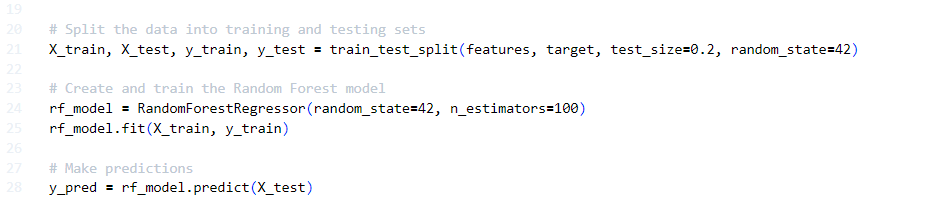 19
20 # Split the data into training and testing sets
21 X_train, X_test, y_train, y_test = train_test_split(features, target, test_size=0.2, random_state=42)
22
23 # Create and train the Random Forest model
24 rf_model = RandomForestRegressor(random_state=42, n_estimators=100)
25 rf_model.fit(X_train, y_train)
26
27 # Make predictions
28 y_pred = rf_model.predict(X_test)